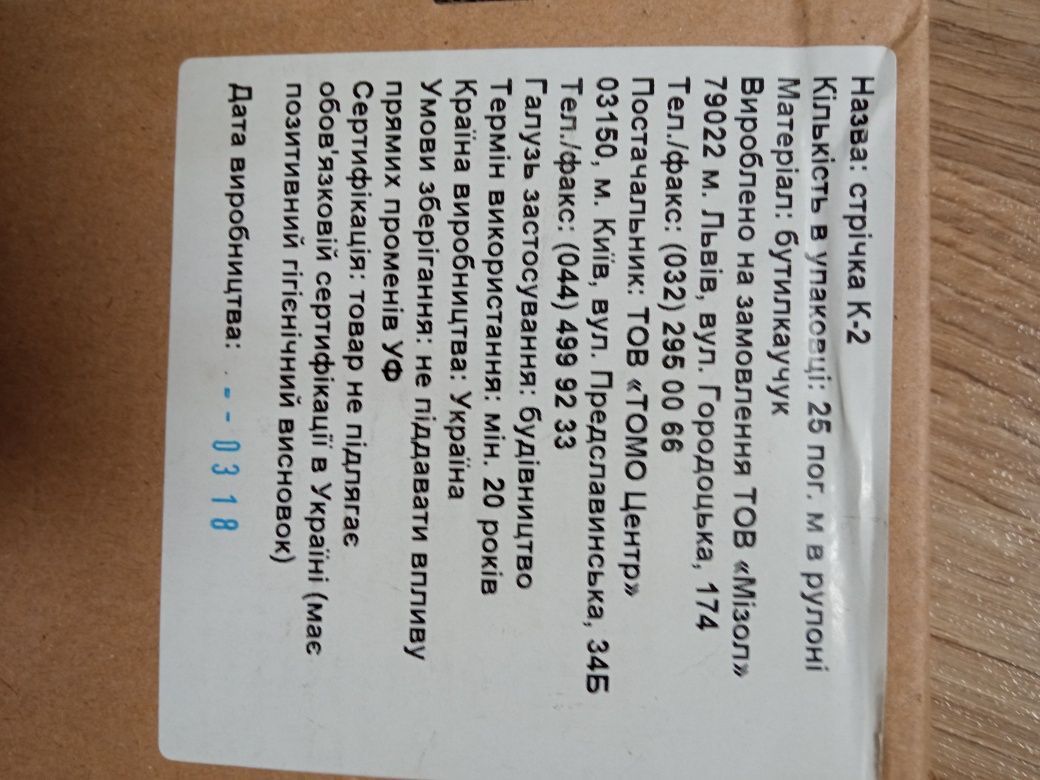 Назва: стрічка К-2
Кількість в упаковці: 25 пог. м в рулоні
Матеріал: бутилкаучук
Вироблено на замовлення ТОВ «Мізол»
79022 м. Львів, вул. Городоцька, 174
Тел./факс: (032) 295 00 66
Постачальник: ТОВ «ТОМО Центр»
03150, м. Київ, вул. Предславинська, 34Б
Тел./факс: (044) 499 92 33
Галузь застосування: будівництво
Термін використання: мін. 20 років
Країна виробництва: Україна
Умови зберігання: не піддавати впливу
прямих променів УФ
Сертифікація: товар не підлягає
обов'язковій сертифікації в Україні (має
позитивний гігієнічний висновок)
Дата виробництва: - - 0318